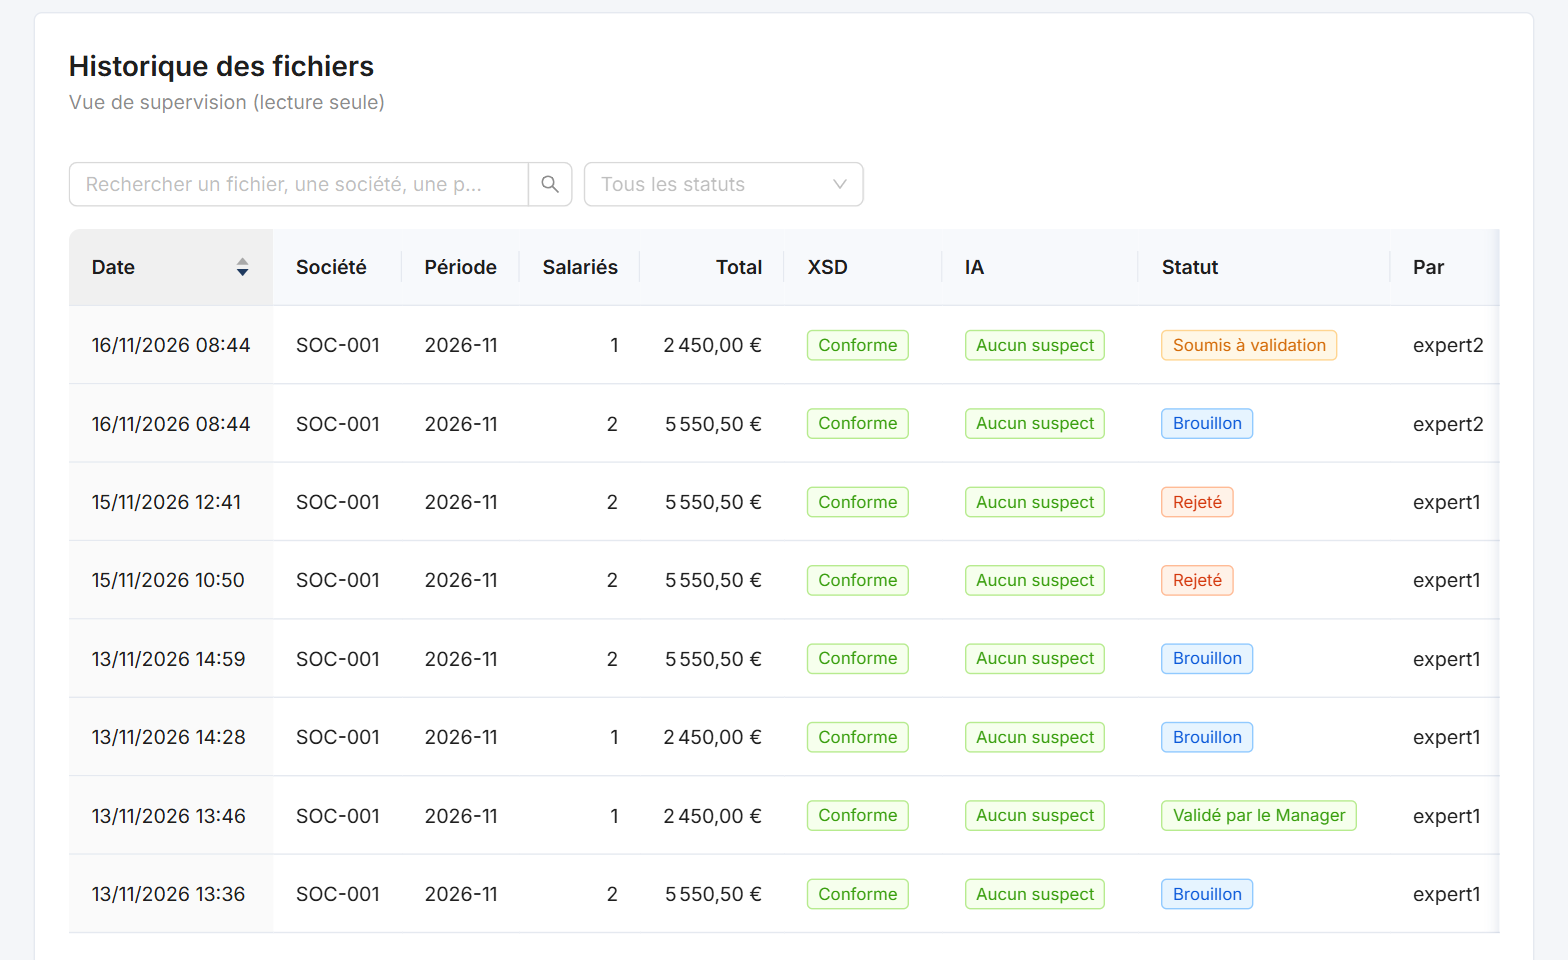 Historique des fichiers
Vue de supervision (lecture seule)
Rechercher un fichier, une société, une p... Tous les statuts
Date Société Période Salariés Total XSD IA Statut Par
16/11/2026 08:44 SOC-001 2026-11 1 2 450,00 € Conforme Aucun suspect Soumis à validation expert2
16/11/2026 08:44 SOC-001 2026-11 2 5 550,50 € Conforme Aucun suspect Brouillon expert2
15/11/2026 12:41 SOC-001 2026-11 2 5 550,50 € Conforme Aucun suspect Rejeté expert1
15/11/2026 10:50 SOC-001 2026-11 2 5 550,50 € Conforme Aucun suspect Rejeté expert1
13/11/2026 14:59 SOC-001 2026-11 2 5 550,50 € Conforme Aucun suspect Brouillon expert1
13/11/2026 14:28 SOC-001 2026-11 1 2 450,00 € Conforme Aucun suspect Brouillon expert1
13/11/2026 13:46 SOC-001 2026-11 1 2 450,00 € Conforme Aucun suspect Validé par le Manager expert1
13/11/2026 13:36 SOC-001 2026-11 2 5 550,50 € Conforme Aucun suspect Brouillon expert1